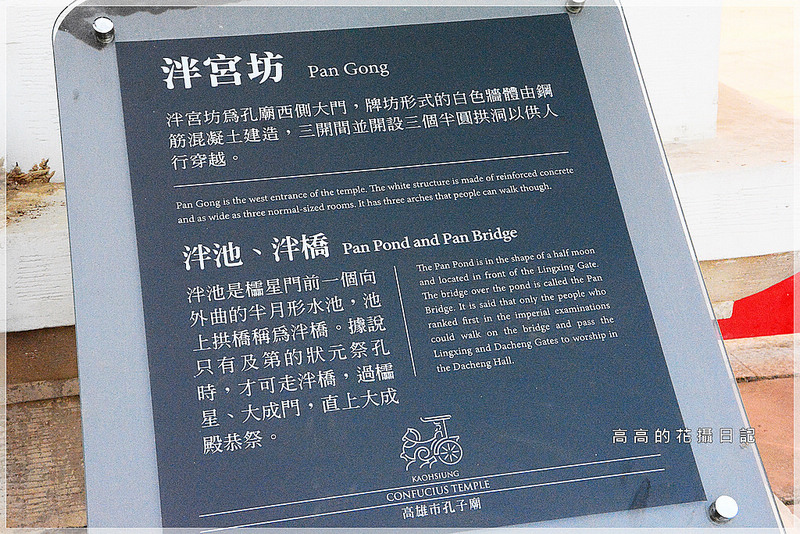 泮宮坊 Pan Gong
泮宮坊為孔廟西側大門，牌坊形式的白色牆體由鋼
筋混凝土建造，三開間並開設三個半圓拱洞以供人
行穿越。
Pan Gong is the west entrance of the temple. The white structure is made of reinforced concrete
and as wide as three normal-sized rooms. It has three arches that people can walk though.
泮池、泮橋 Pan Pond and Pan Bridge
泮池是櫺星門前一個向
外曲的半月形水池，池
上拱橋稱為泮橋。據說
只有及第的狀元祭孔
時，才可走泮橋，過櫺
星、大成門，直上大成
殿恭祭。
The Pan Pond is in the shape of a half moon
and located in front of the Lingxing Gate.
The bridge over the pond is called the Pan
Bridge. It is said that only the people who
ranked first in the imperial examinations
could walk on the bridge and pass the
Lingxing and Dacheng Gates to worship in
the Dacheng Hall.
KAOHSIUNG
CONFUCIUS TEMPLE
高雄市孔子廟
高高的花攝日記